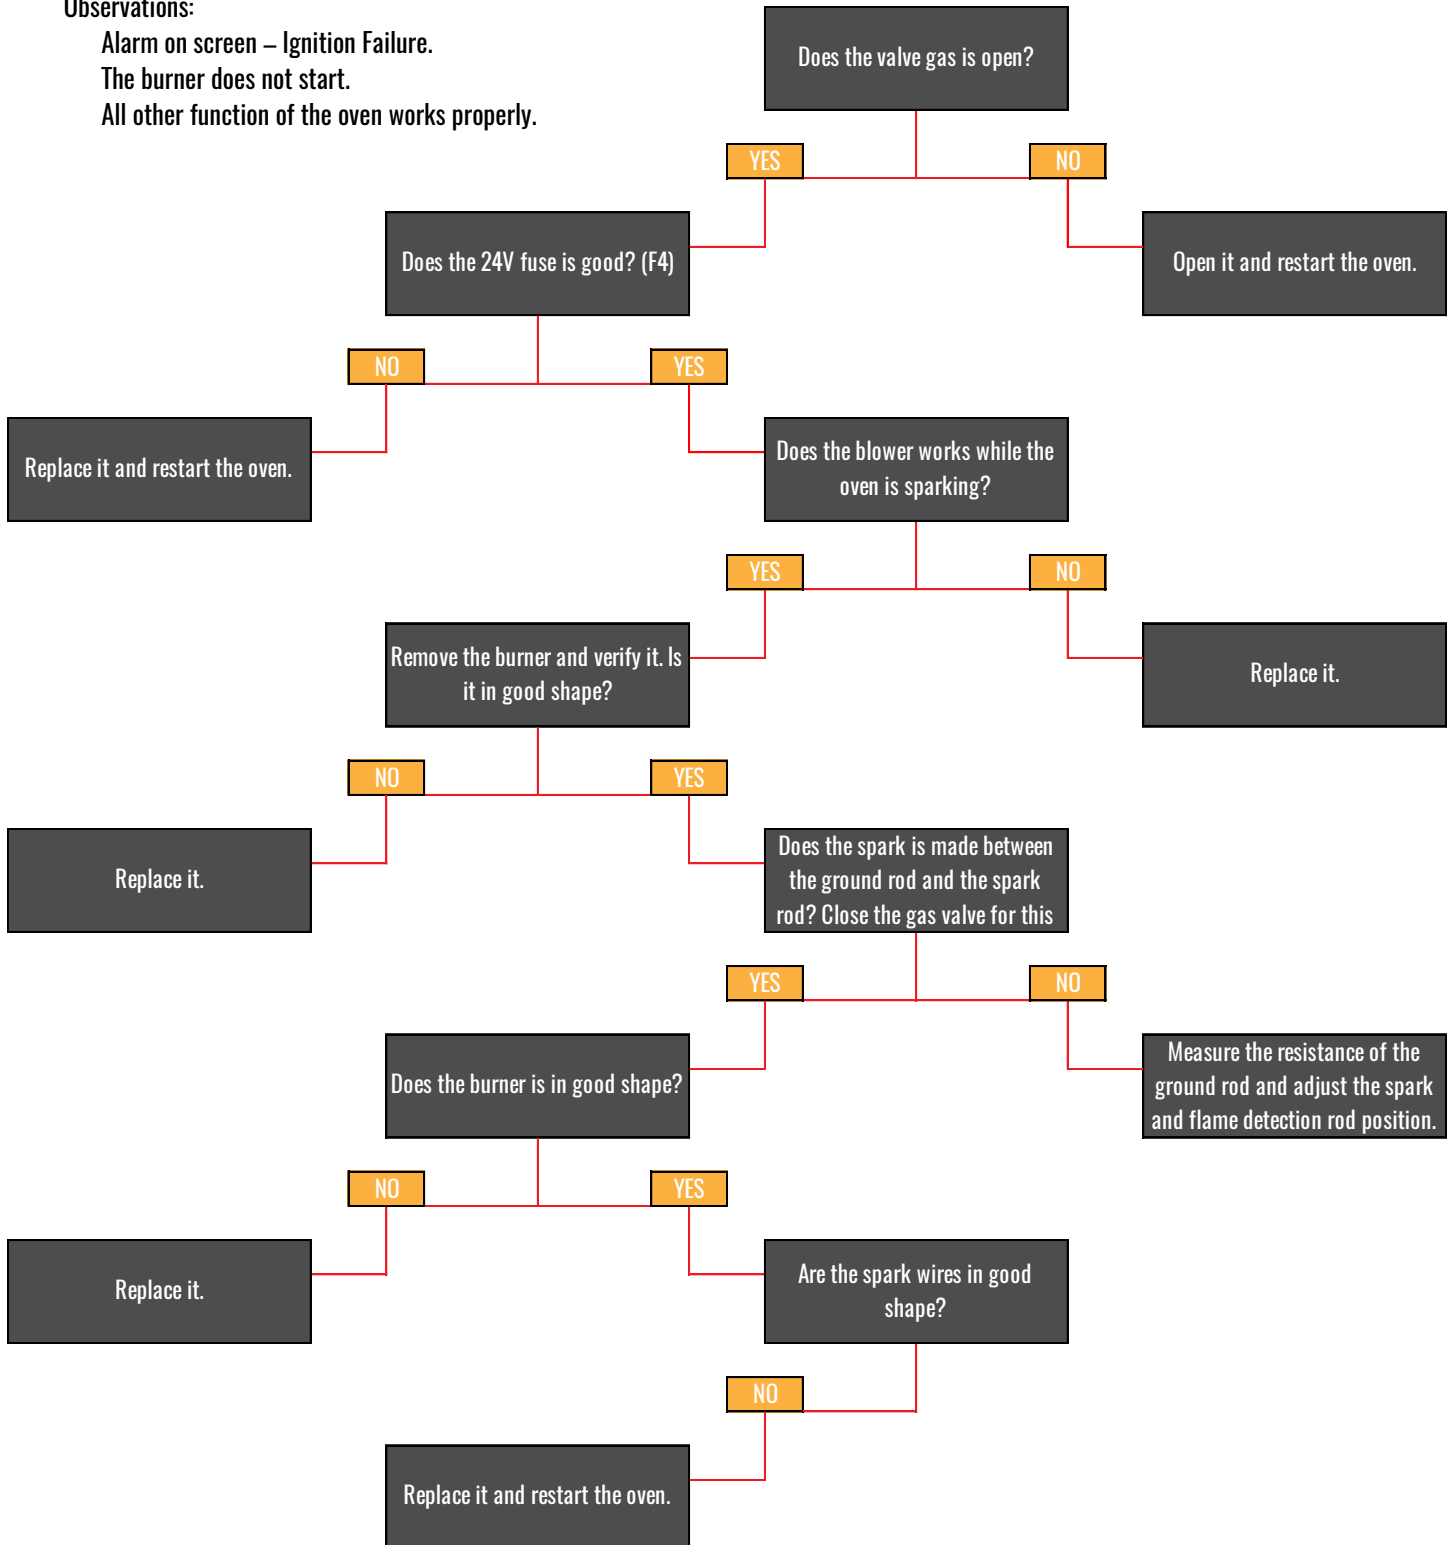 Observations:
Alarm on screen – Ignition Failure.
The burner does not start.
All other function of the oven works properly.
Does the valve gas is open?
YES
NO
Does the 24V fuse is good? (F4)
Open it and restart the oven.
NO
YES
Replace it and restart the oven.
Does the blower works while the
oven is sparking?
YES
NO
Remove the burner and verify it. Is
it in good shape?
Replace it.
NO
YES
Replace it.
Does the spark is made between
the ground rod and the spark
rod? Close the gas valve for this
YES
NO
Does the burner is in good shape?
Measure the resistance of the
ground rod and adjust the spark
and flame detection rod position.
NO
YES
Replace it.
Are the spark wires in good
shape?
NO
Replace it and restart the oven.